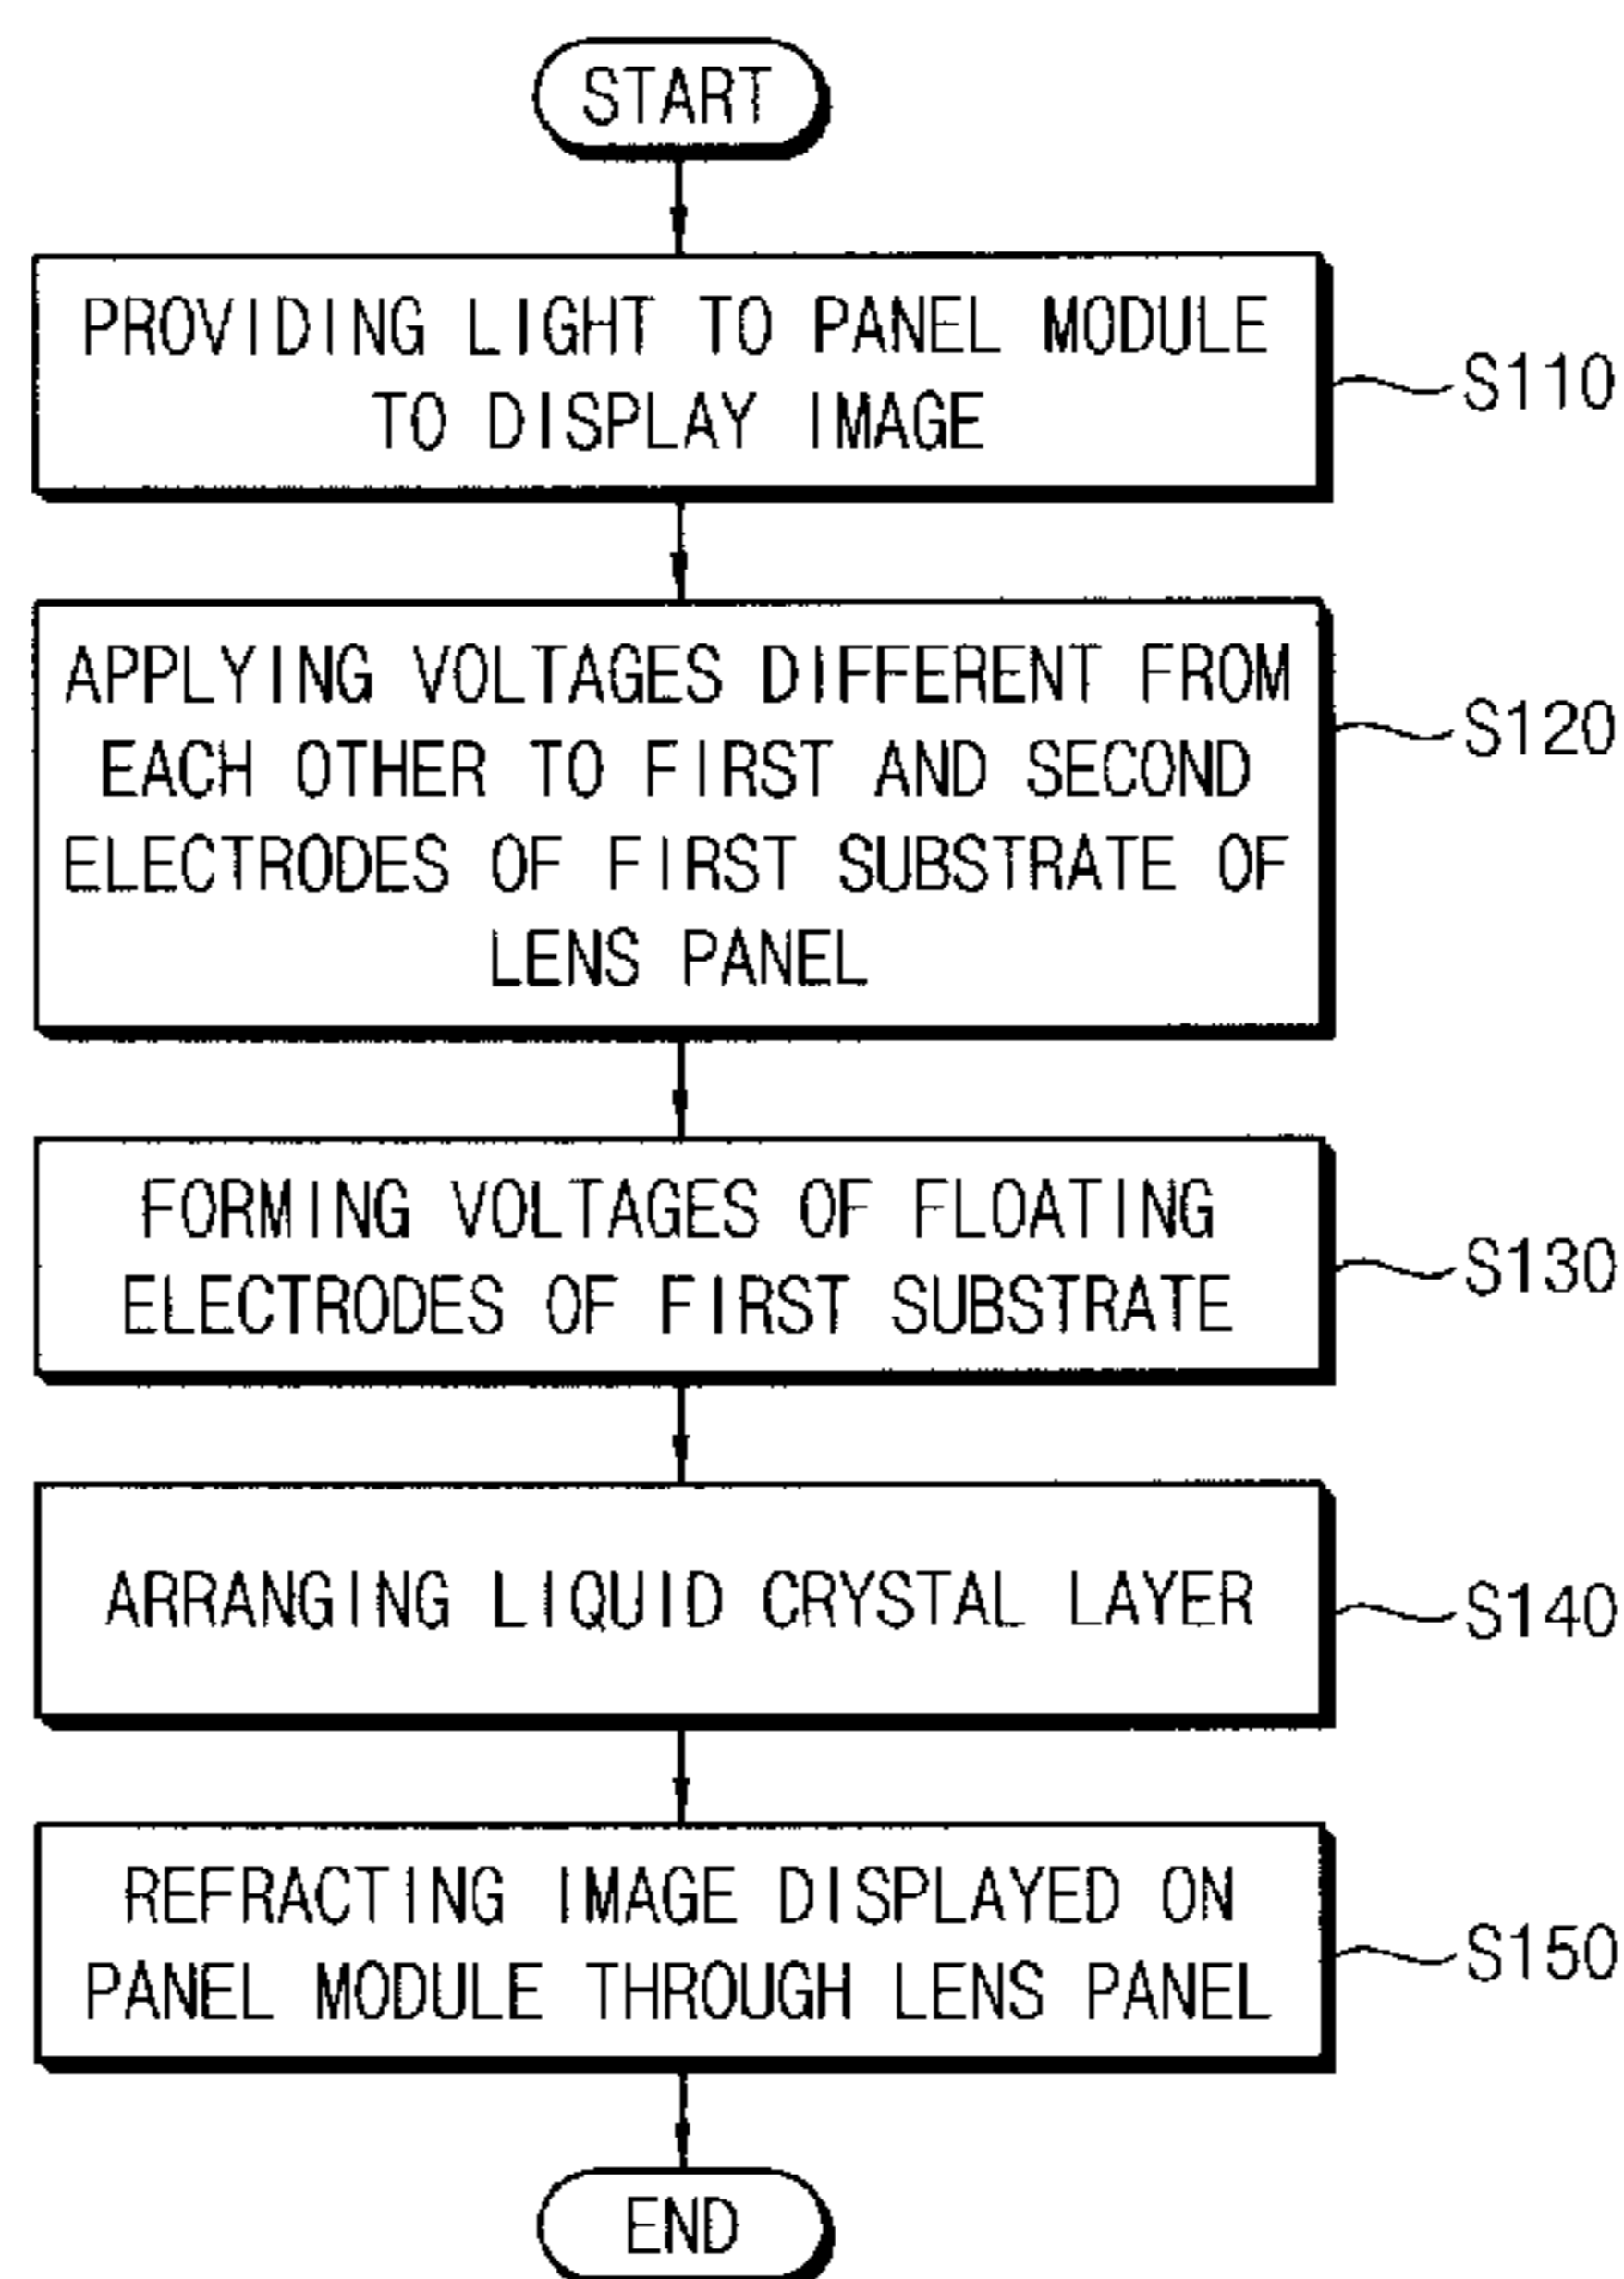 START
PROVIDING LIGHT TO PANEL MODULE
TO DISPLAY IMAGE
S110
APPLYING VOLTAGES DIFFERENT FROM
EACH OTHER TO FIRST AND SECOND
ELECTRODES OF FIRST SUBSTRATE OF
LENS PANEL
S120
FORMING VOLTAGES OF FLOATING
ELECTRODES OF FIRST SUBSTRATE
S130
ARRANGING LIQUID CRYSTAL LAYER
S140
REFRACTING IMAGE DISPLAYED ON
PANEL MODULE THROUGH LENS PANEL
S150
END